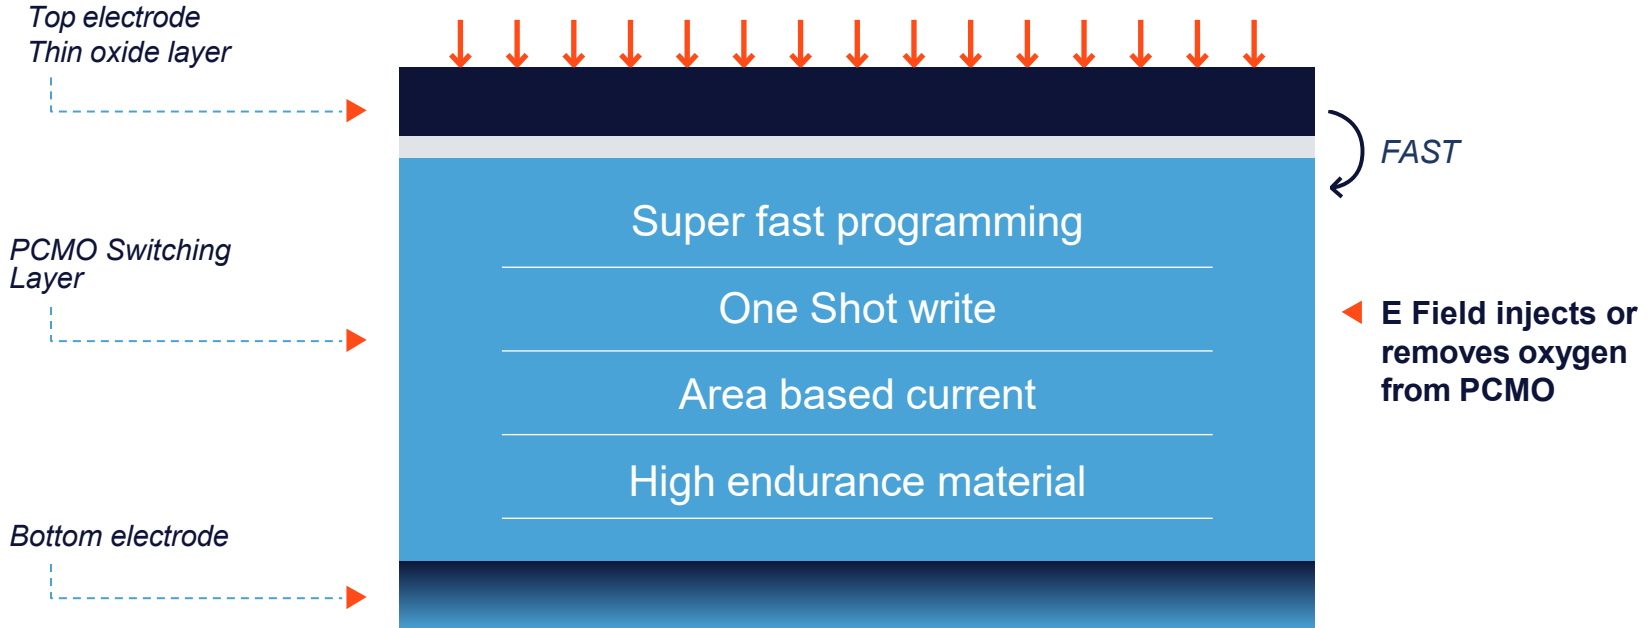 Top electrode
Thin oxide layer
FAST
Super fast programming
PCMO Switching
Layer
One Shot write
E Field injects or
removes oxygen
from PCMO
Area based current
High endurance material
Bottom electrode